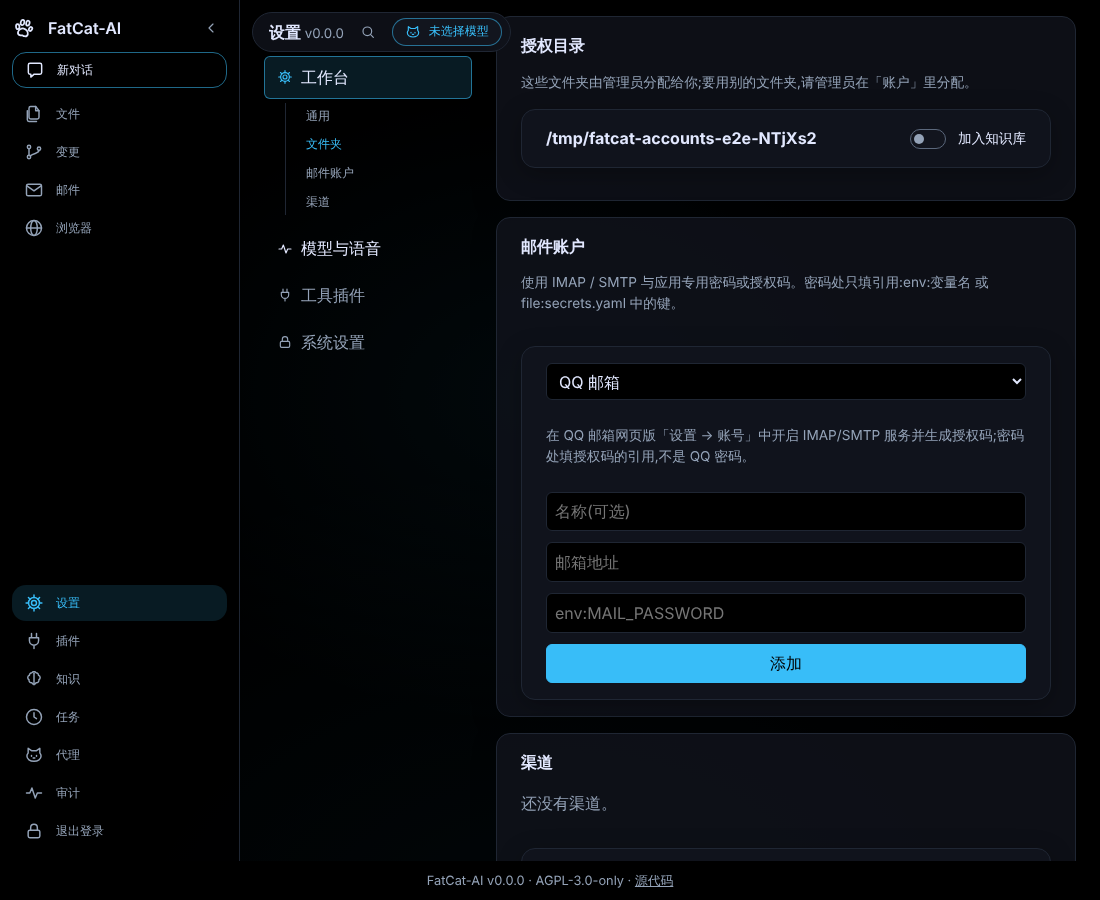 FatCat-AI
新对话
文件
变更
邮件
浏览器
设置
插件
知识
任务
代理
审计
退出登录
设置 v0.0.0
未选择模型
工作台
通用
文件夹
邮件账户
渠道
模型与语音
工具插件
系统设置
授权目录
这些文件夹由管理员分配给你;要用别的文件夹,请管理员在「账户」里分配。
/tmp/fatcat-accounts-e2e-NTjXs2
加入知识库
邮件账户
使用 IMAP / SMTP 与应用专用密码或授权码。密码处只填引用:env:变量名 或
file:secrets.yaml 中的键。
QQ 邮箱
在 QQ 邮箱网页版「设置 → 账号」中开启 IMAP/SMTP 服务并生成授权码;密码
处填授权码的引用,不是 QQ 密码。
名称(可选)
邮箱地址
env:MAIL_PASSWORD
添加
渠道
还没有渠道。
FatCat-AI v0.0.0 · AGPL-3.0-only · 源代码